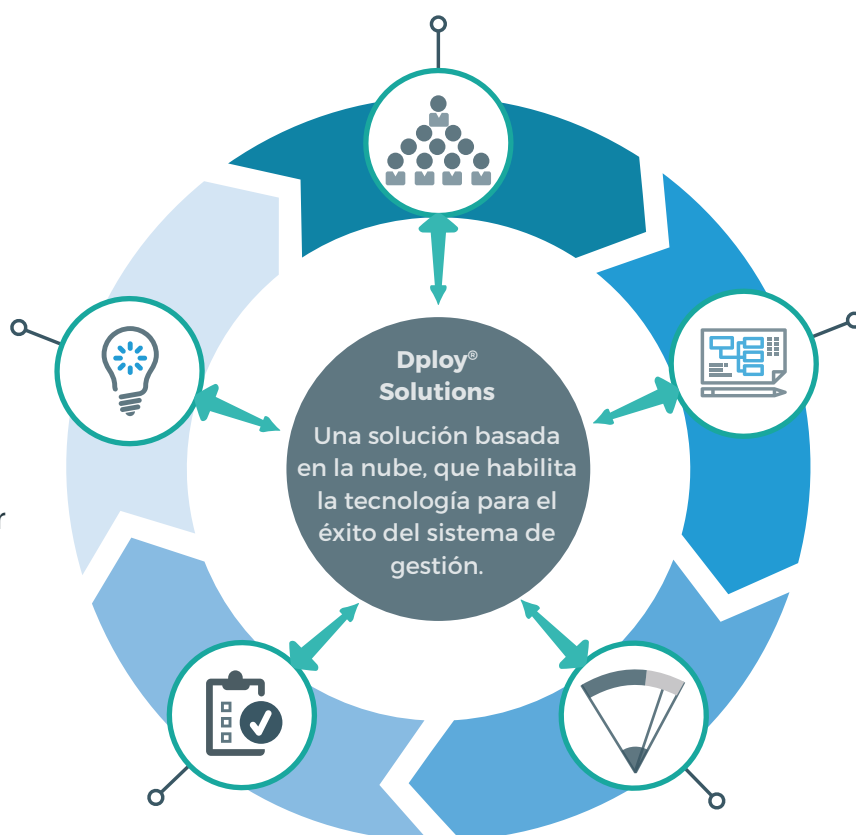 Dploy®
Solutions
Una solución basada
en la nube, que habilita
la tecnología para el
éxito del sistema de
gestión.
r